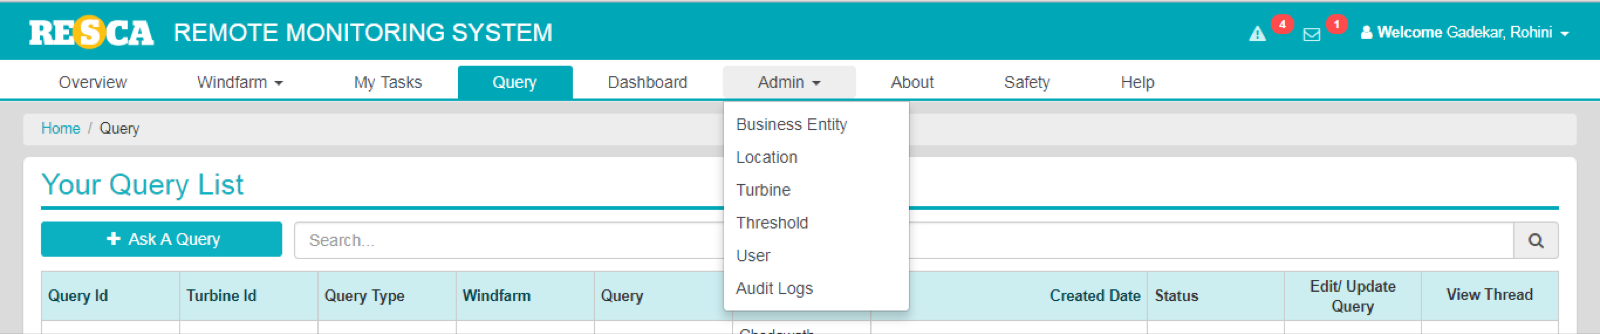 RESCA REMOTE MONITORING SYSTEM 4 1 Welcome Gadekar, Rohini
Overview Windfarm My Tasks Query Dashboard Admin About Safety Help
Home / Query
Business Entity
Location
Turbine
Threshold
User
Audit Logs
Your Query List
+ Ask A Query Search...
Query Id Turbine Id Query Type Windfarm Query Created Date Status Edit/ Update Query View Thread